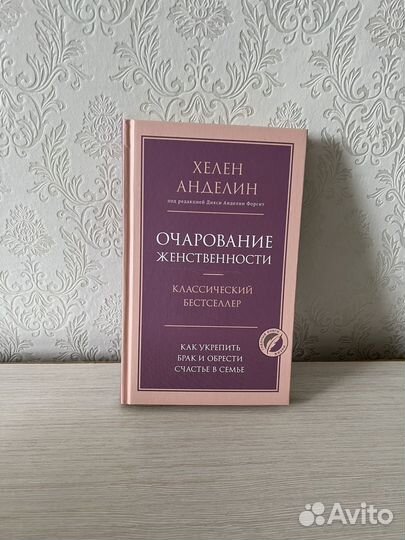 ХЕЛЕН
АНДЕЛИН
под редакцией Дикси Анделин Форсит
ОЧАРОВАНИЕ
ЖЕНСТВЕННОСТИ
КЛАССИЧЕСКИЙ
БЕСТСЕЛЛЕР
КАК УКРЕПИТЬ
БРАК И ОБРЕСТИ
СЧАСТЬЕ В СЕМЬЕ
Avito